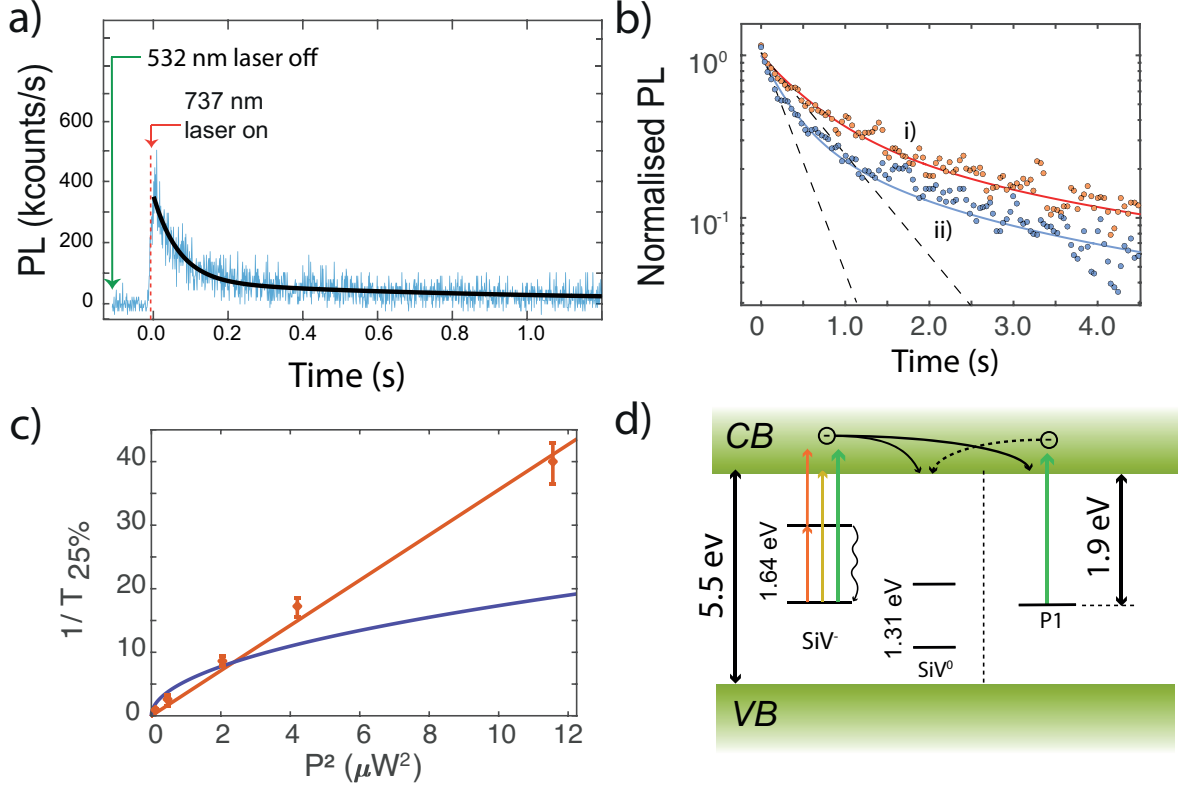 a)
532 nm laser off
737 nm
laser on
600
400
200
0
PL (kcounts/s)
0.0
0.2
0.4
0.6
0.8
1.0
Time (s)
b)
10⁰
10⁻¹
Normalised PL
i)
ii)
0
1.0
2.0
3.0
4.0
Time (s)
c)
40
30
20
10
0
1/ T 25%
0
2
4
6
8
10
12
P² (μW²)
d)
CB
-
-
5.5 ev
1.64 eV
SiV⁻
1.31 eV
SiV⁰
P1
1.9 eV
VB